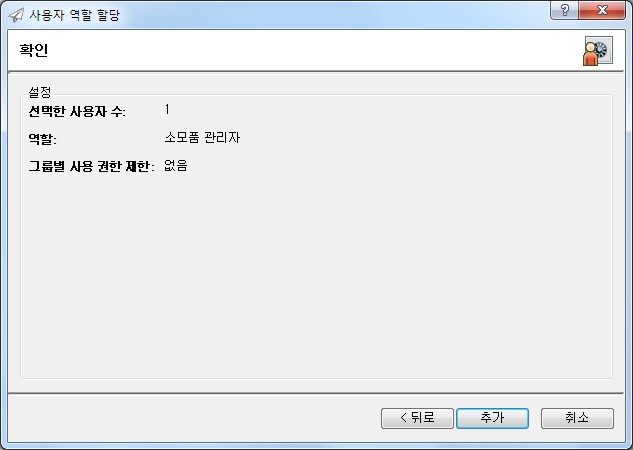 사용자 역할 할당
확인
설정
선택한 사용자 수: 1
역할: 소모품 관리자
그룹별 사용 권한 제한: 없음
< 뒤로 추가 취소